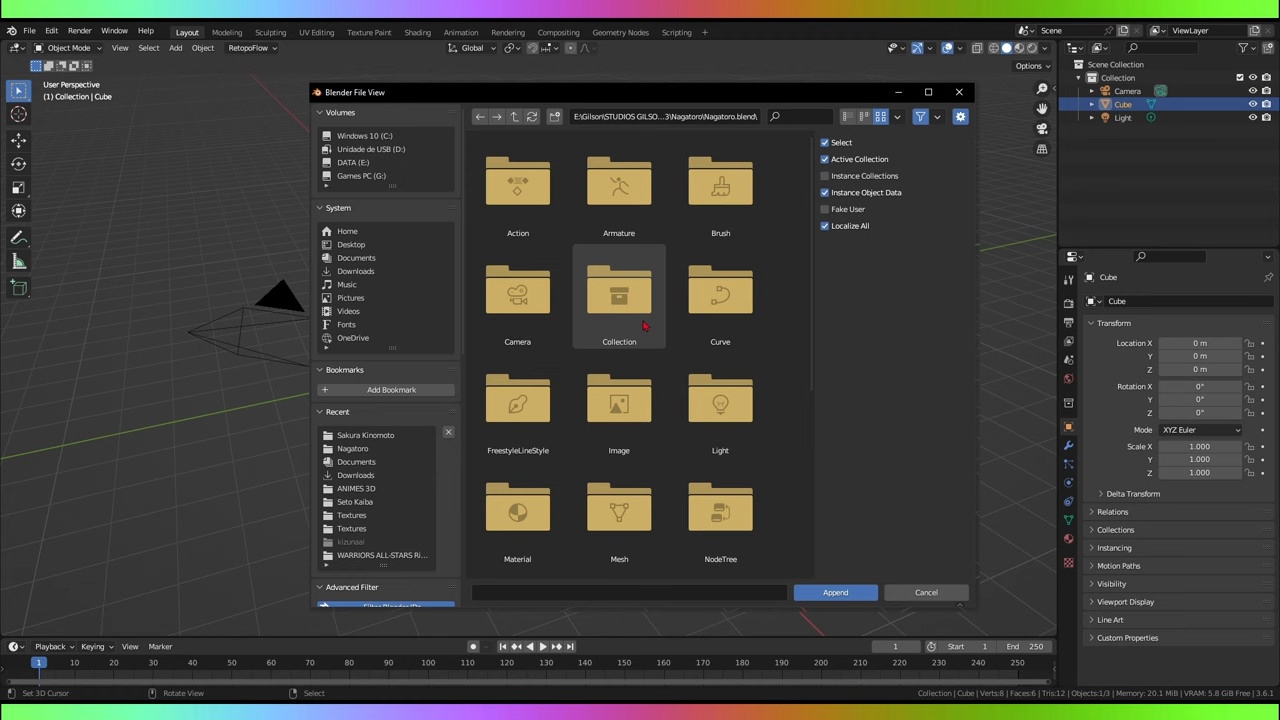 File Edit Render Window Help Layout Modeling Sculpting UV Editing Texture Paint Shading Animation Rendering Compositing Geometry Nodes Scripting + Scene ViewLayer
Object Mode View Select Add Object RetopoFlow Global
Options
User Perspective
(1) Collection | Cube
Scene Collection
Collection
Camera
Cube
Light
Blender File View
Volumes
Windows 10 (C:)
Unidade de USB (D:)
DATA (E:)
Games PC (G:)
System
Home
Desktop
Documents
Downloads
Music
Pictures
Videos
Fonts
OneDrive
Bookmarks
Add Bookmark
Recent
Sakura Kinomoto
Nagatoro
Documents
Downloads
ANIMES 3D
Seto Kaiba
Textures
Textures
kizunaai
WARRIORS ALL-STARS Ri...
Advanced Filter
E:\Gilson\STUDIOS GILSO...3\Nagatoro\Nagatoro.blend\
Action Armature Brush
Camera Collection Curve
FreestyleLineStyle Image Light
Material Mesh NodeTree
Select
Active Collection
Instance Collections
Instance Object Data
Fake User
Localize All
Append Cancel
Cube
Cube
Transform
Location X 0 m
Y 0 m
Z 0 m
Rotation X 0°
Y 0°
Z 0°
Mode XYZ Euler
Scale X 1.000
Y 1.000
Z 1.000
Delta Transform
Relations
Collections
Instancing
Motion Paths
Visibility
Viewport Display
Line Art
Custom Properties
Playback Keying View Marker 1 Start 1 End 250
1 10 20 30 40 50 60 70 80 90 100 110 120 130 140 150 160 170 180 190 200 210 220 230 240 250
Set 3D Cursor Rotate View Select Collection | Cube | Verts:8 | Faces:6 | Tris:12 | Objects:1/3 | Memory: 20.1 MiB | VRAM: 5.8 GiB Free | 3.6.1